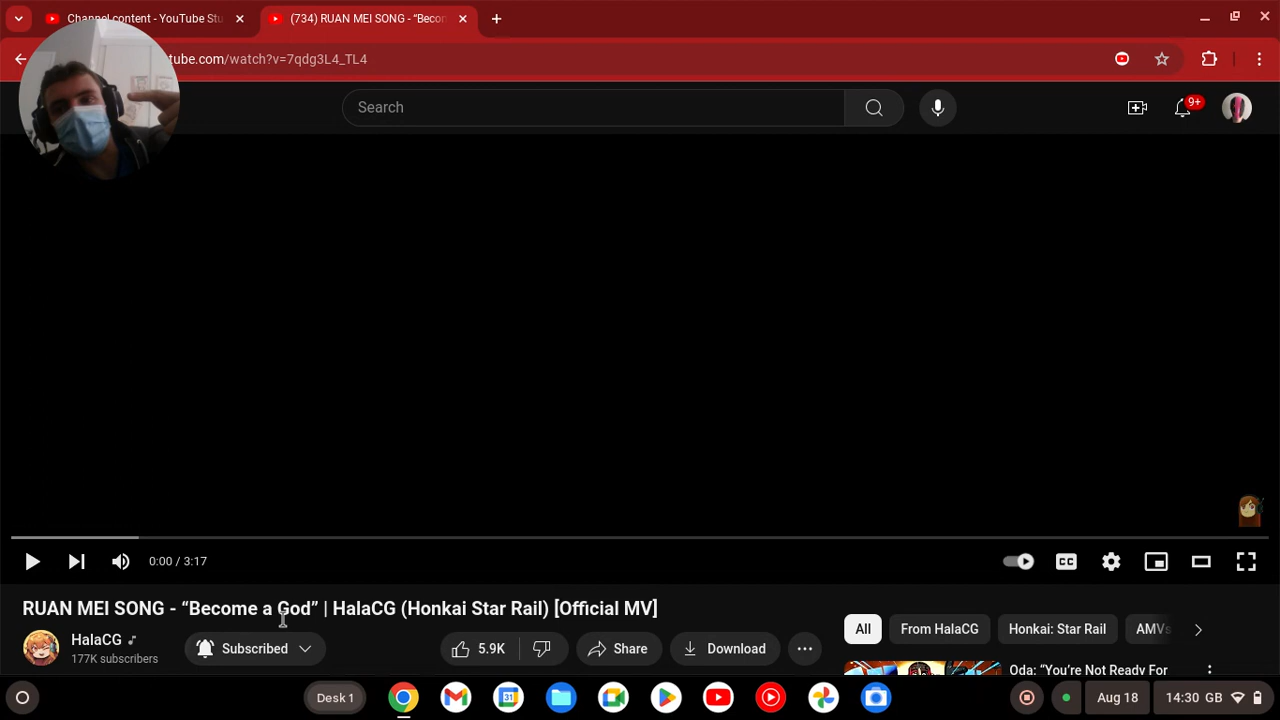 Channel content - YouTube Stu
(734) RUAN MEI SONG - “Becom
tube.com/watch?v=7qdg3L4_TL4
Search
9+
0:00 / 3:17
CC
RUAN MEI SONG - “Become a God” | HalaCG (Honkai Star Rail) [Official MV]
HalaCG
177K subscribers
Subscribed
5.9K
Share
Download
All
From HalaCG
Honkai: Star Rail
AMVs
Oda: “You're Not Ready For
Desk 1
31
Aug 18
14:30 GB